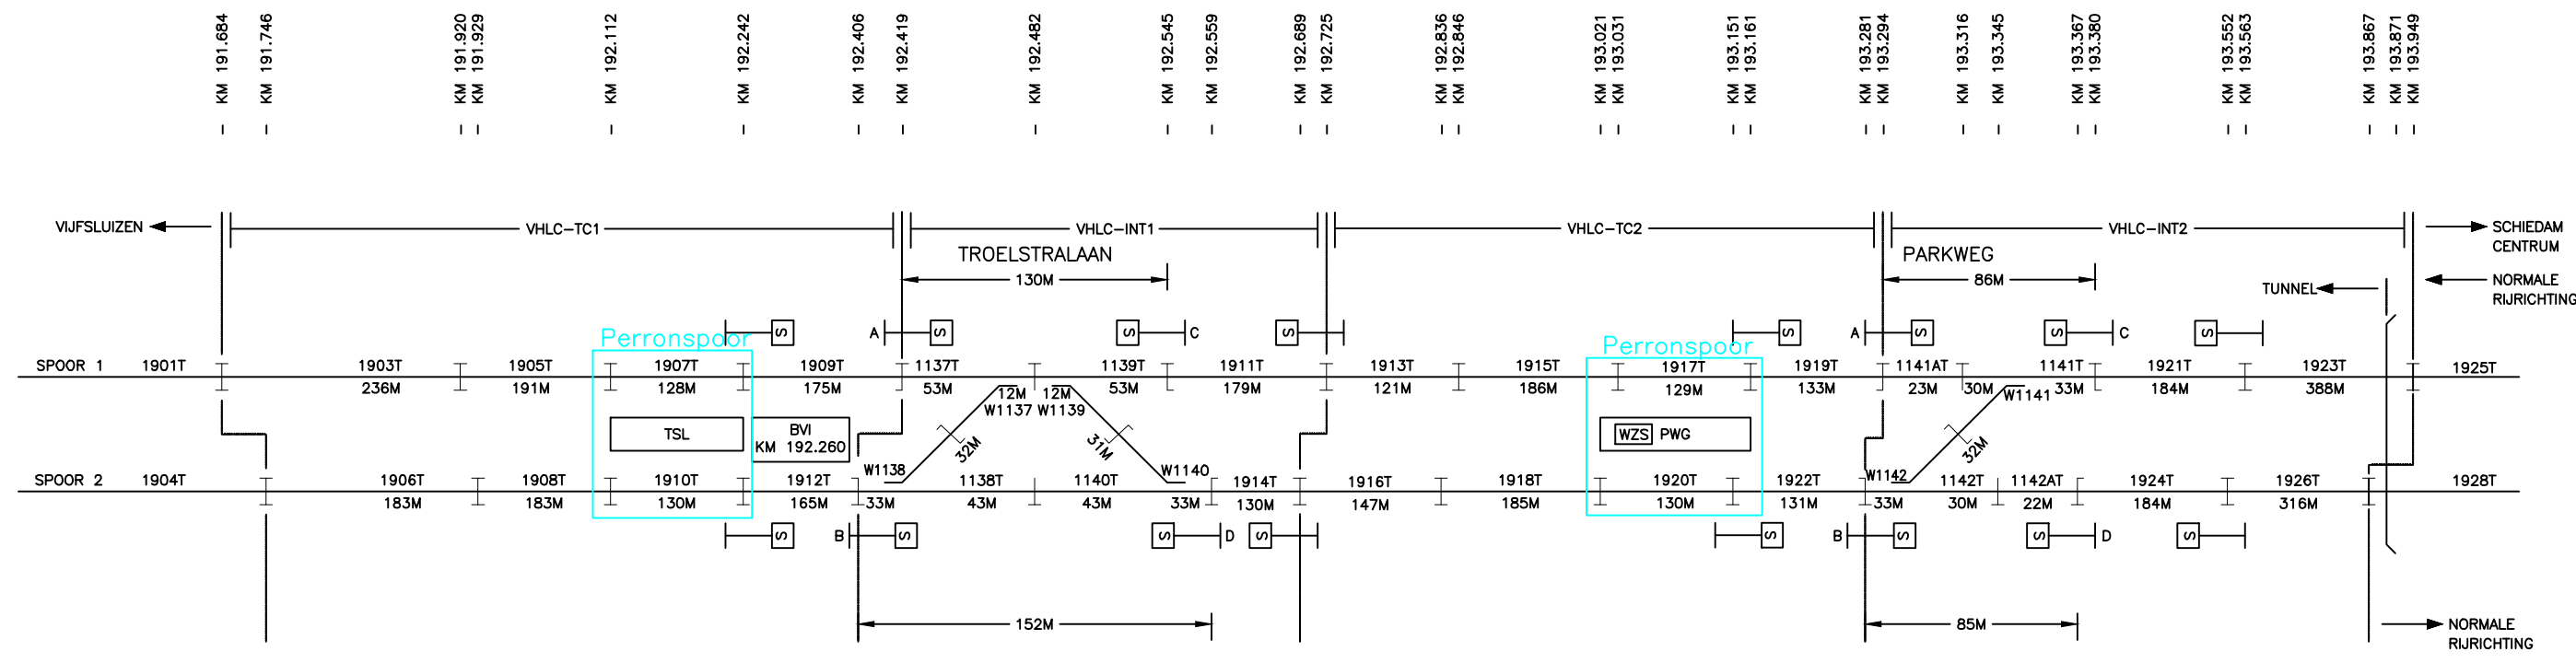 KM 191.684
KM 191.746
KM 191.920
KM 191.929
KM 192.112
KM 192.242
KM 192.406
KM 192.419
KM 192.482
KM 192.545
KM 192.559
KM 192.689
KM 192.725
KM 192.836
KM 192.846
KM 193.021
KM 193.031
KM 193.151
KM 193.161
KM 193.281
KM 193.294
KM 193.316
KM 193.345
KM 193.367
KM 193.380
KM 193.552
KM 193.563
KM 193.867
KM 193.871
KM 193.949
VIJFSLUIZEN
VHLC-TC1
VHLC-INT1
VHLC-TC2
VHLC-INT2
SCHIEDAM
CENTRUM
TROELSTRALAAN
PARKWEG
130M
86M
TUNNEL
NORMALE
RIJRICHTING
S
A
S
S
C
S
S
A
S
S
C
S
Perronspoor
Perronspoor
SPOOR 1
1901T
1903T
1905T
1907T
1909T
1137T
1139T
1911T
1913T
1915T
1917T
1919T
1141AT
1141T
1921T
1923T
1925T
236M
191M
128M
175M
53M
12M
12M
53M
179M
121M
186M
129M
133M
23M
30M
33M
184M
388M
W1137
W1139
W1141
TSL
BVI
KM 192.260
32M
31M
WZS
PWG
32M
W1138
W1140
W1142
SPOOR 2
1904T
1906T
1908T
1910T
1912T
1138T
1140T
1914T
1916T
1918T
1920T
1922T
1142T
1142AT
1924T
1926T
1928T
183M
183M
130M
165M
33M
43M
43M
33M
130M
147M
185M
130M
131M
33M
30M
22M
184M
316M
S
B
S
S
D
S
S
B
S
S
D
S
152M
85M
NORMALE
RIJRICHTING